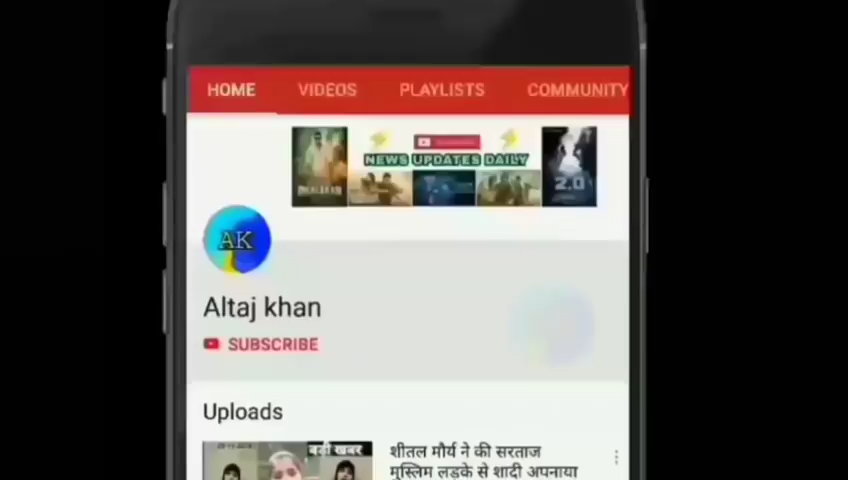 HOME VIDEOS PLAYLISTS COMMUNITY
NEWS UPDATES DAILY
2.0
AK
Altaj khan
SUBSCRIBE
Uploads
बड़ी खबर
शीतल मौर्य ने की सरताज
मुस्लिम लड़के से शादी अपनाया